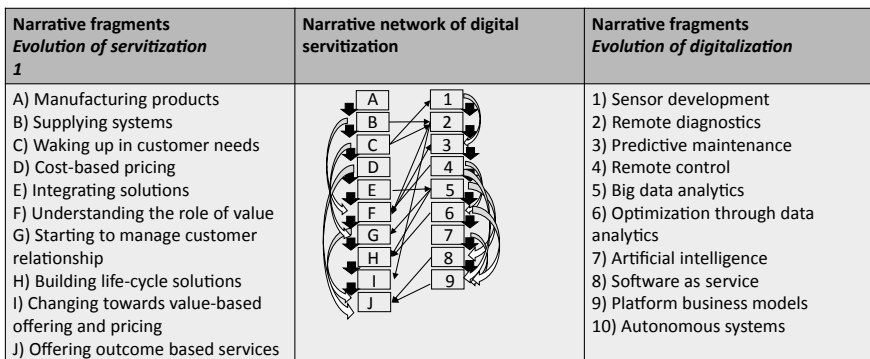 Narrative fragments
Evolution of servitization
1
Narrative network of digital
servitization
Narrative fragments
Evolution of digitalization
A) Manufacturing products
B) Supplying systems
C) Waking up in customer needs
D) Cost-based pricing
E) Integrating solutions
F) Understanding the role of value
G) Starting to manage customer
relationship
H) Building life-cycle solutions
I) Changing towards value-based
offering and pricing
J) Offering outcome based services
A 1
B 2
C 3
D 4
E 5
F 6
G 7
H 8
I 9
J
1) Sensor development
2) Remote diagnostics
3) Predictive maintenance
4) Remote control
5) Big data analytics
6) Optimization through data
analytics
7) Artificial intelligence
8) Software as service
9) Platform business models
10) Autonomous systems